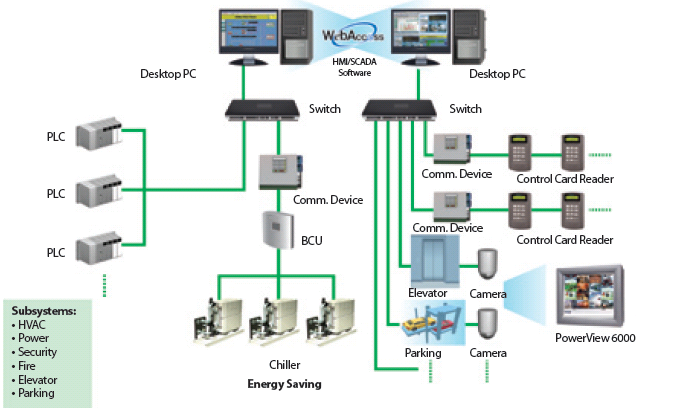 WebAccess
HMI/SCADA
Software
Desktop PC
Desktop PC
Switch
Switch
PLC
PLC
PLC
Comm. Device
BCU
Chiller
Energy Saving
Comm. Device
Control Card Reader
Comm. Device
Control Card Reader
Elevator
Camera
Parking
Camera
PowerView 6000
Subsystems:
• HVAC
• Power
• Security
• Fire
• Elevator
• Parking